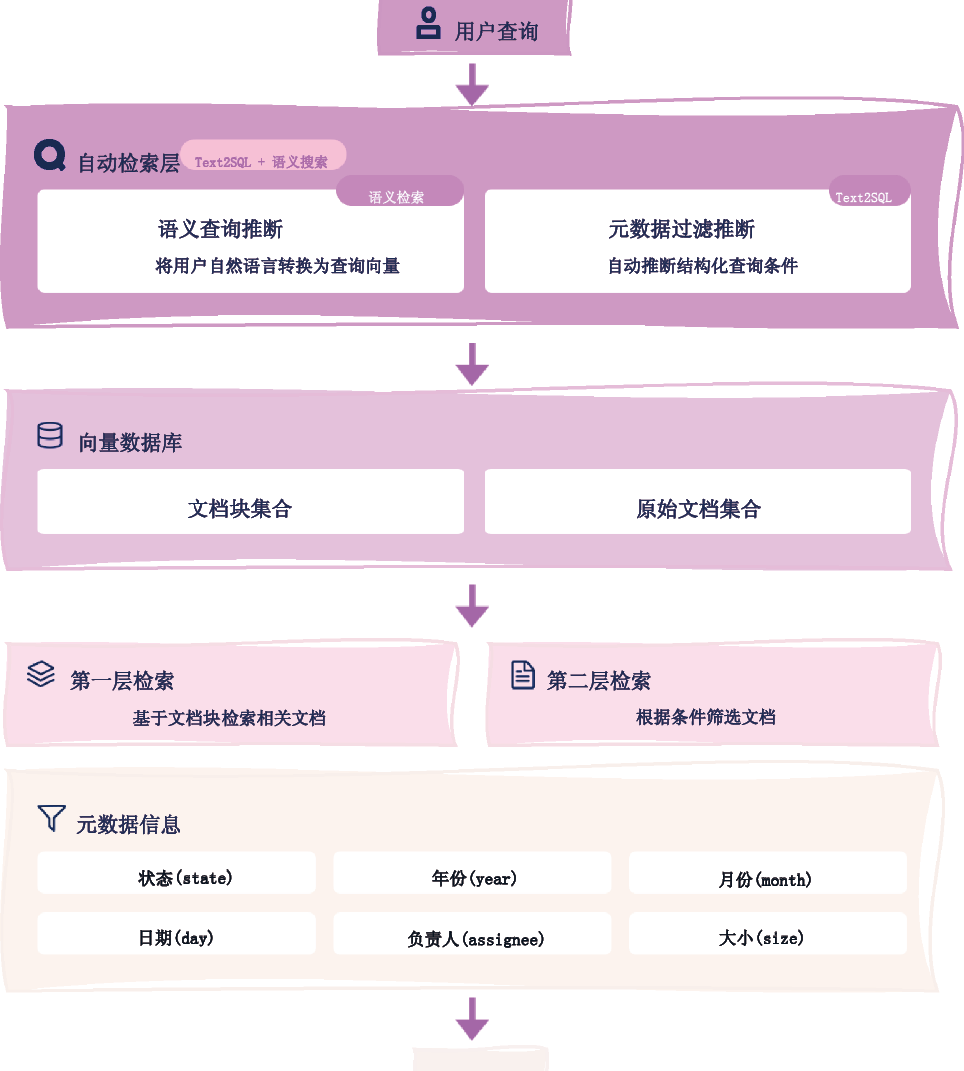 用户查询
自动检索层
Text2SQL + 语义搜索
语义检索
Text2SQL
语义查询推断
元数据过滤推断
将用户自然语言转换为查询向量
自动推断结构化查询条件
向量数据库
文档块集合
原始文档集合
第一层检索
第二层检索
基于文档块检索相关文档
根据条件筛选文档
元数据信息
状态(state)
年份(year)
月份(month)
日期(day)
负责人(assignee)
大小(size)